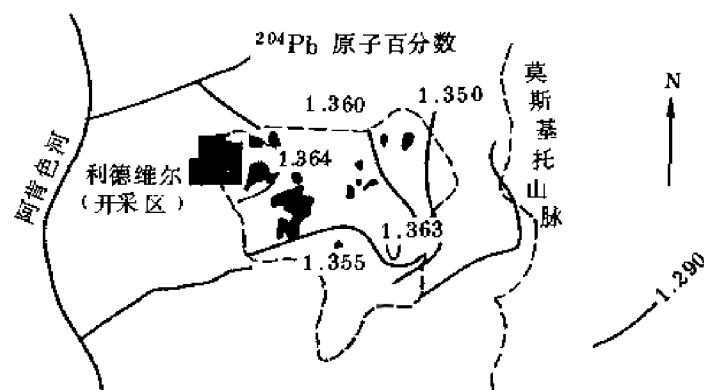 ²⁰⁴Pb 原子百分数
1.360
1.350
莫斯基托山脉
N
阿肯色河
利德维尔
(开采区)
1.364
1.363
1.355
1.290